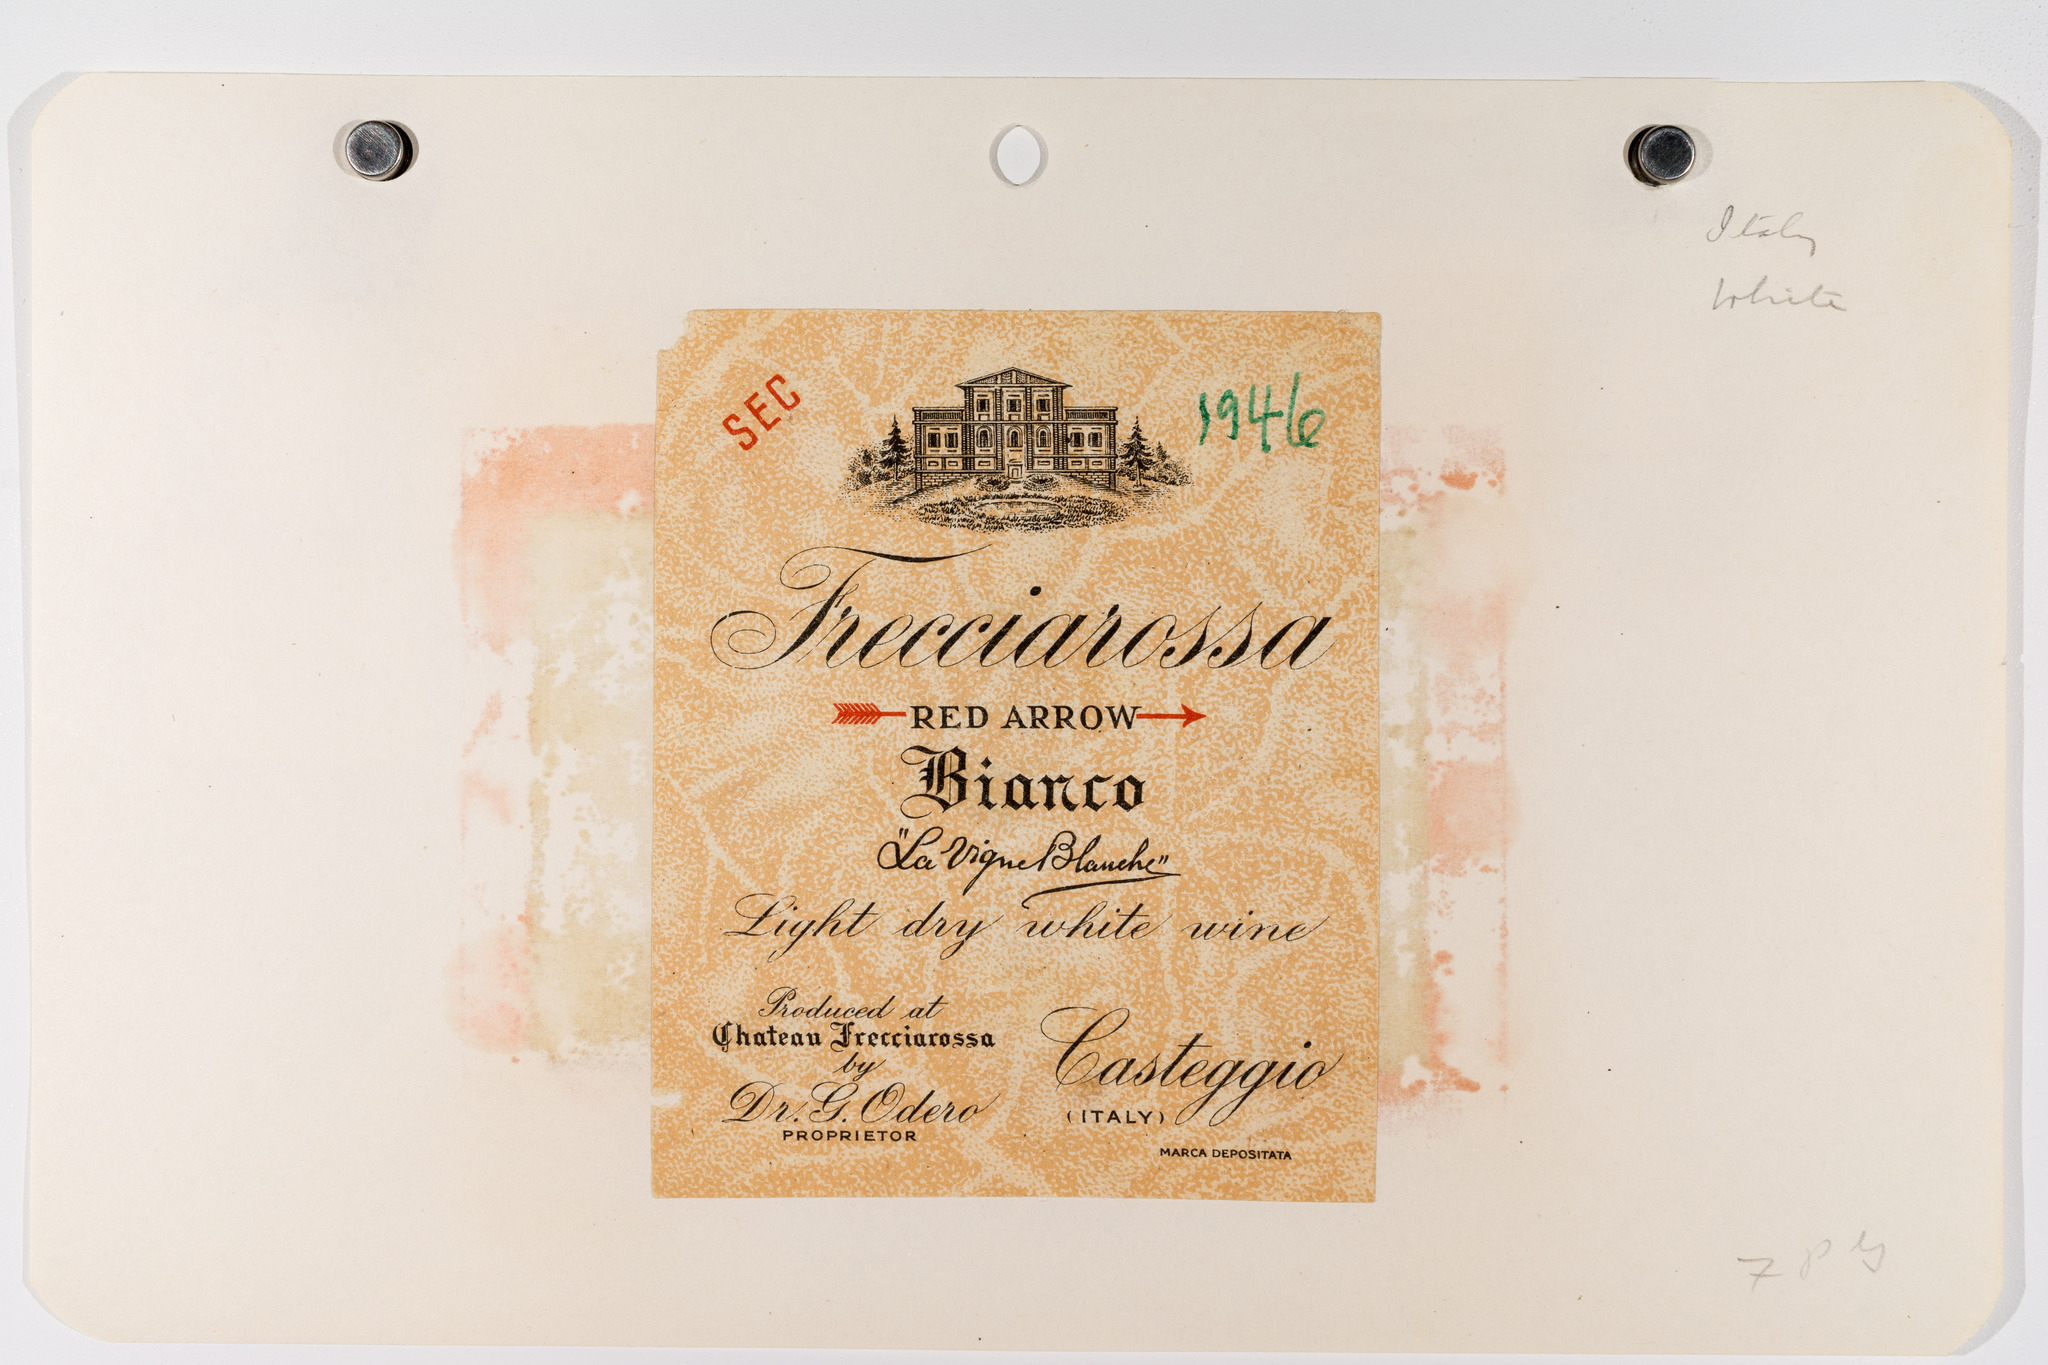 Italy
White
SEC
1946
Frecciarossa
RED ARROW
Bianco
"La Vigne Blanche"
Light dry white wine
Produced at
Chateau Frecciarossa
by
Dr. G. Odero
PROPRIETOR
Casteggio
(ITALY)
MARCA DEPOSITATA